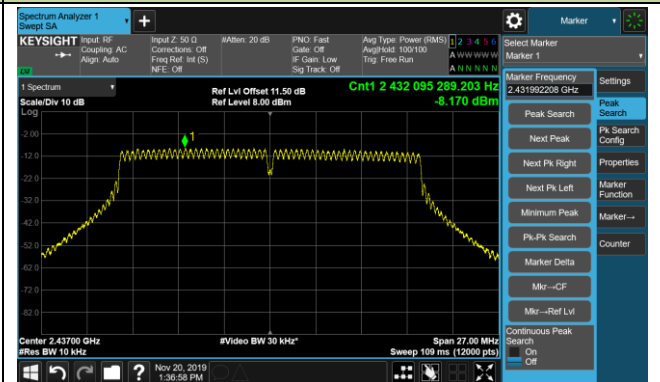 Spectrum Analyzer 1
Swept SA
+
Marker
KEYSIGHT
Input: RF
Coupling: AC
Align: Auto
Input Z: 50 Ω
Corrections: Off
Freq Ref: Int (S)
NFE: Off
#Atten: 20 dB
PNO: Fast
Gate: Off
IF Gain: Low
Sig Track: Off
Avg Type: Power (RMS)
Avg|Hold: 100/100
Trig: Free Run
1 2 3 4 5 6
A W W W W W
A N N N N N
Select Marker
Marker 1
1 Spectrum
Scale/Div 10 dB
Log
Ref Lvl Offset 11.50 dB
Ref Level 8.00 dBm
Cnt1 2 432 095 289.203 Hz
-8.170 dBm
1
-2.00
-12.0
-22.0
-32.0
-42.0
-52.0
-62.0
-72.0
-82.0
Center 2.43700 GHz
#Res BW 10 kHz
#Video BW 30 kHz*
Span 27.00 MHz
Sweep 109 ms (12000 pts)
Marker Frequency
2.431992208 GHz
Peak Search
Next Peak
Next Pk Right
Next Pk Left
Minimum Peak
Pk-Pk Search
Marker Delta
Mkr→CF
Mkr→Ref Lvl
Continuous Peak
Search
On
Off
Settings
Peak
Search
Pk Search
Config
Properties
Marker
Function
Marker→
Counter
?
Nov 20, 2019
1:36:58 PM